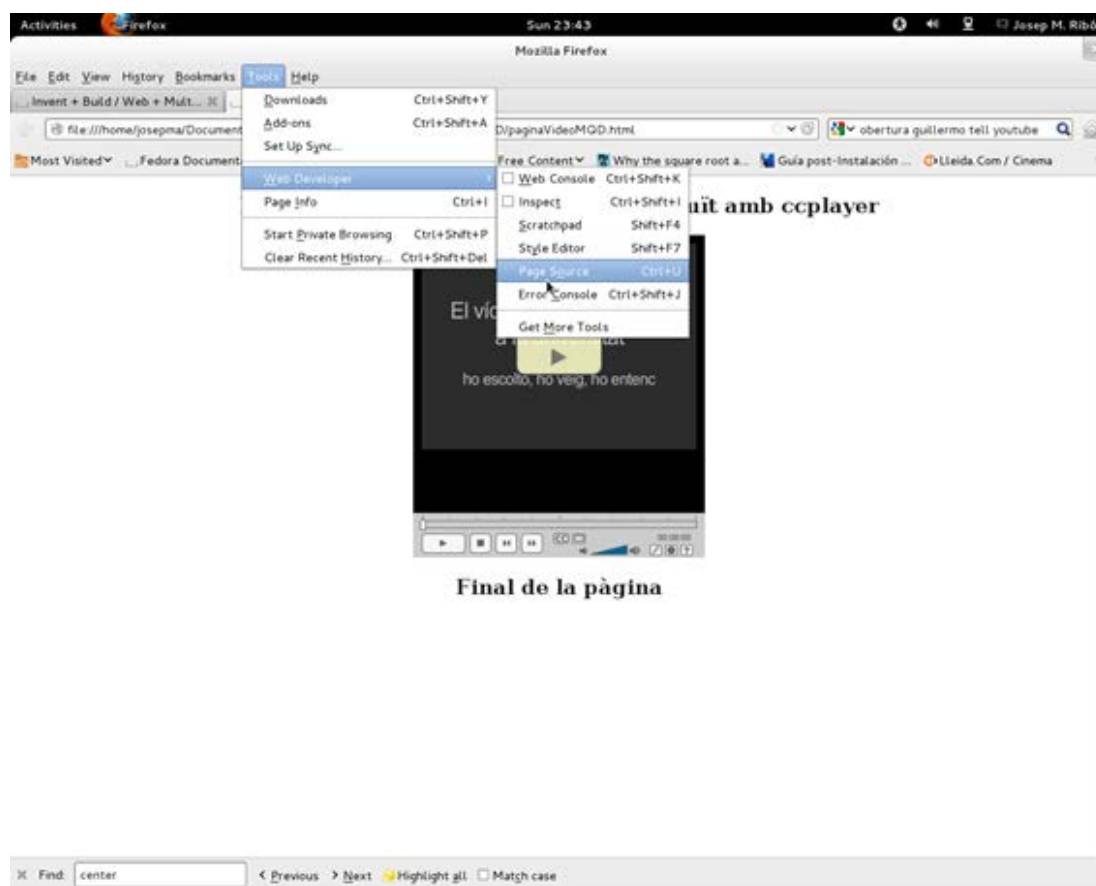 Activities Firefox Sun 23:43 Josep M. Ribó
Mozilla Firefox
File Edit View History Bookmarks Tools Help
Invent + Build / Web + Mult...
file:///home/josepma/Document D/paginaVideoMQD.html obertura guillermo tell youtube
Most Visited Fedora Document Free Content Why the square root a... Guía post-Instalación ... Lleida.Com / Cinema
Downloads Ctrl+Shift+Y
Add-ons Ctrl+Shift+A
Set Up Sync...
Web Developer
Page Info Ctrl+I
Start Private Browsing Ctrl+Shift+P
Clear Recent History... Ctrl+Shift+Del
Web Console Ctrl+Shift+K
Inspect Ctrl+Shift+I
Scratchpad Shift+F4
Style Editor Shift+F7
Page Source Ctrl+U
Error Console Ctrl+Shift+J
Get More Tools
uït amb ccplayer
El víd
ho escolto, ho veig, ho entenc
CC
Final de la pàgina
Find: center Previous Next Highlight all Match case